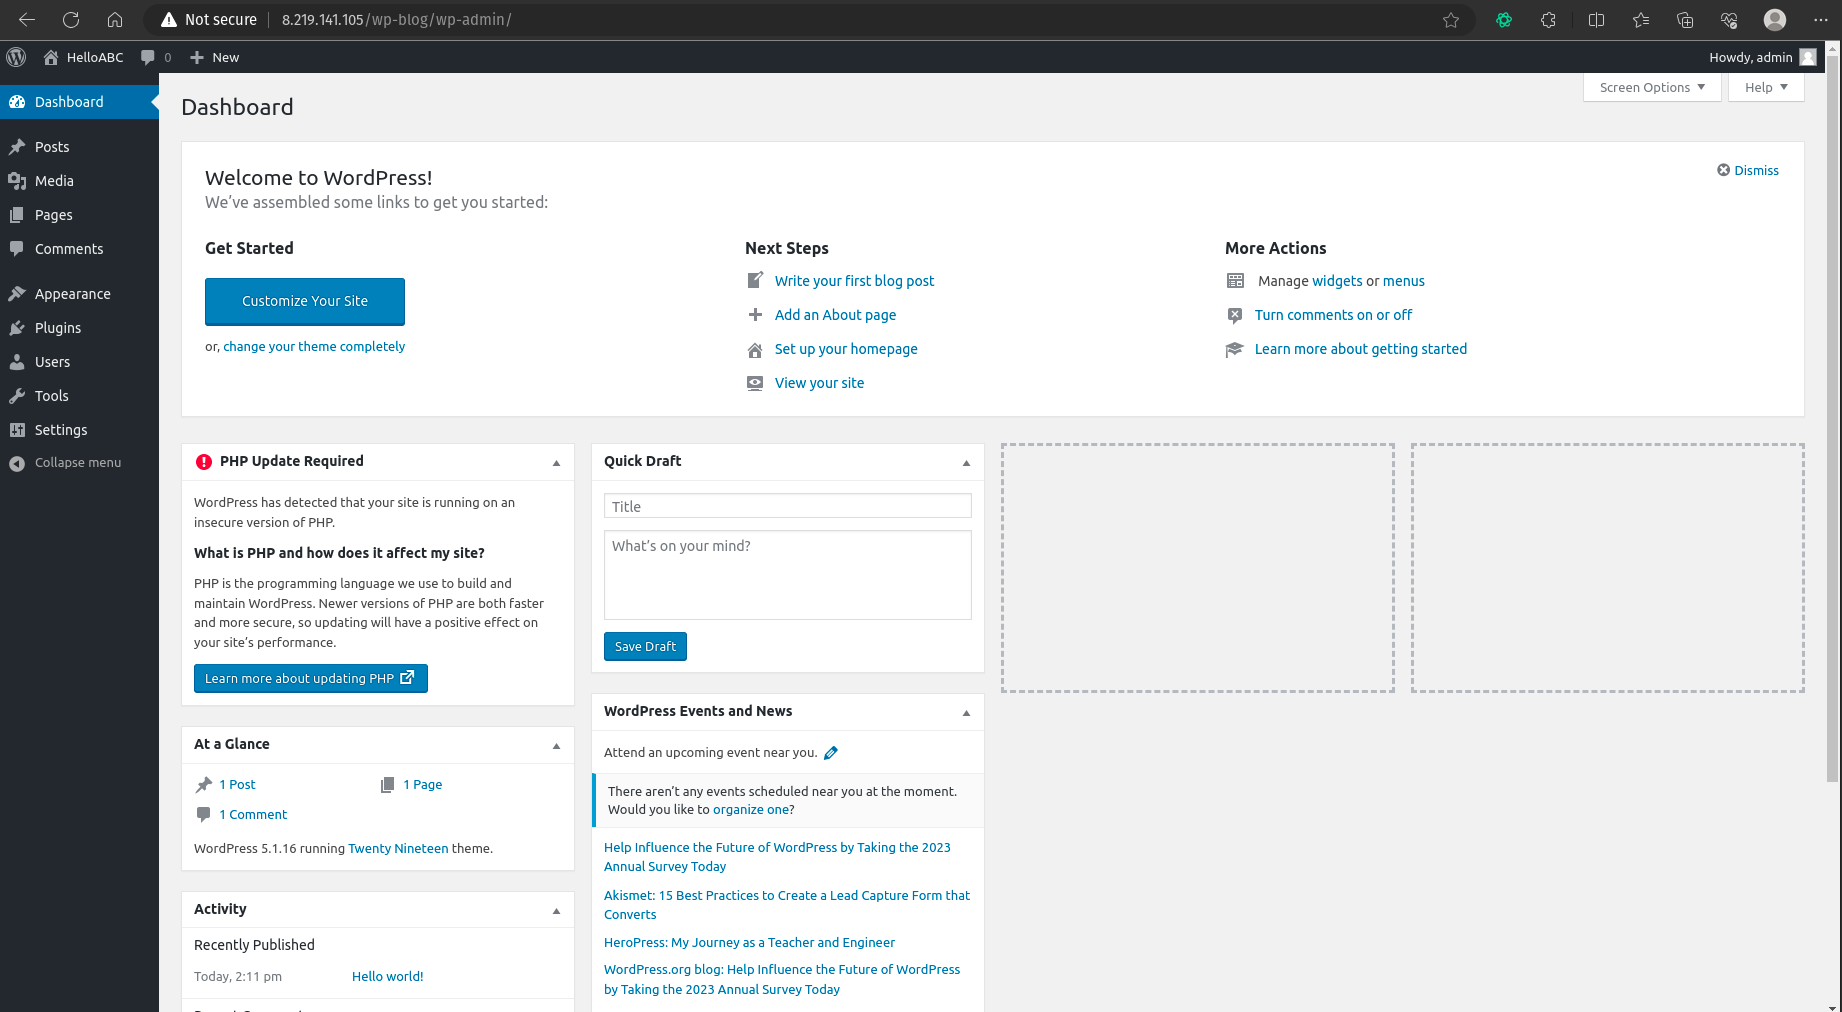 Not secure 8.219.141.105/wp-blog/wp-admin/
HelloABC 0 New Howdy, admin
Dashboard
Posts
Media
Pages
Comments
Appearance
Plugins
Users
Tools
Settings
Collapse menu
Screen Options Help
Dashboard
Welcome to WordPress!
We’ve assembled some links to get you started:
Dismiss
Get Started
Customize Your Site
or, change your theme completely
Next Steps
Write your first blog post
Add an About page
Set up your homepage
View your site
More Actions
Manage widgets or menus
Turn comments on or off
Learn more about getting started
PHP Update Required
WordPress has detected that your site is running on an
insecure version of PHP.
What is PHP and how does it affect my site?
PHP is the programming language we use to build and
maintain WordPress. Newer versions of PHP are both faster
and more secure, so updating will have a positive effect on
your site’s performance.
Learn more about updating PHP
At a Glance
1 Post 1 Page
1 Comment
WordPress 5.1.16 running Twenty Nineteen theme.
Activity
Recently Published
Today, 2:11 pm Hello world!
Quick Draft
Title
What’s on your mind?
Save Draft
WordPress Events and News
Attend an upcoming event near you.
There aren’t any events scheduled near you at the moment.
Would you like to organize one?
Help Influence the Future of WordPress by Taking the 2023
Annual Survey Today
Akismet: 15 Best Practices to Create a Lead Capture Form that
Converts
HeroPress: My Journey as a Teacher and Engineer
WordPress.org blog: Help Influence the Future of WordPress
by Taking the 2023 Annual Survey Today